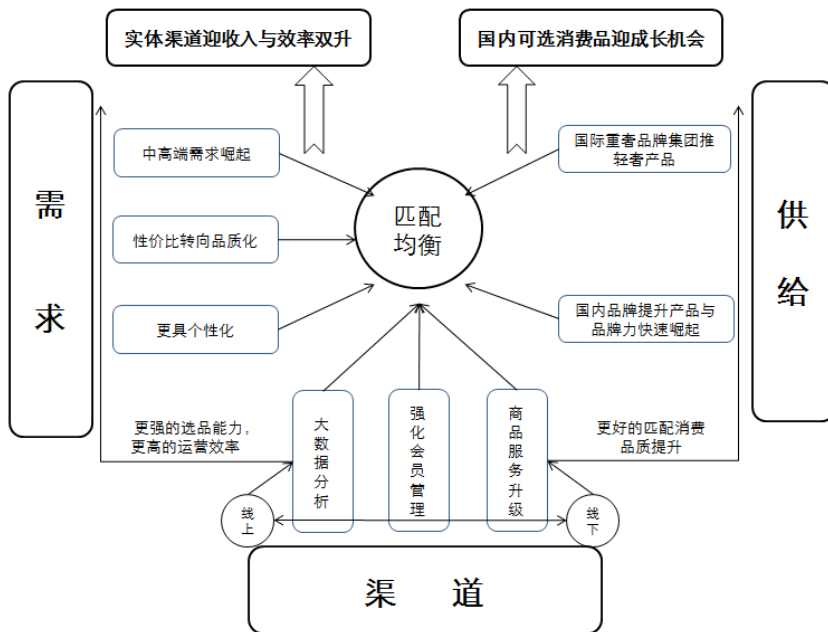 实体渠道迎收入与效率双升
国内可选消费品迎成长机会
需
求
中高端需求崛起
性价比转向品质化
更具个性化
匹配
均衡
国际重奢品牌集团推
轻奢产品
国内品牌提升产品与
品牌力快速崛起
供
给
更强的选品能力，
更高的运营效率
大数据分析
强化会员管理
商品服务升级
更好的匹配消费
品质提升
线上
线下
渠 道